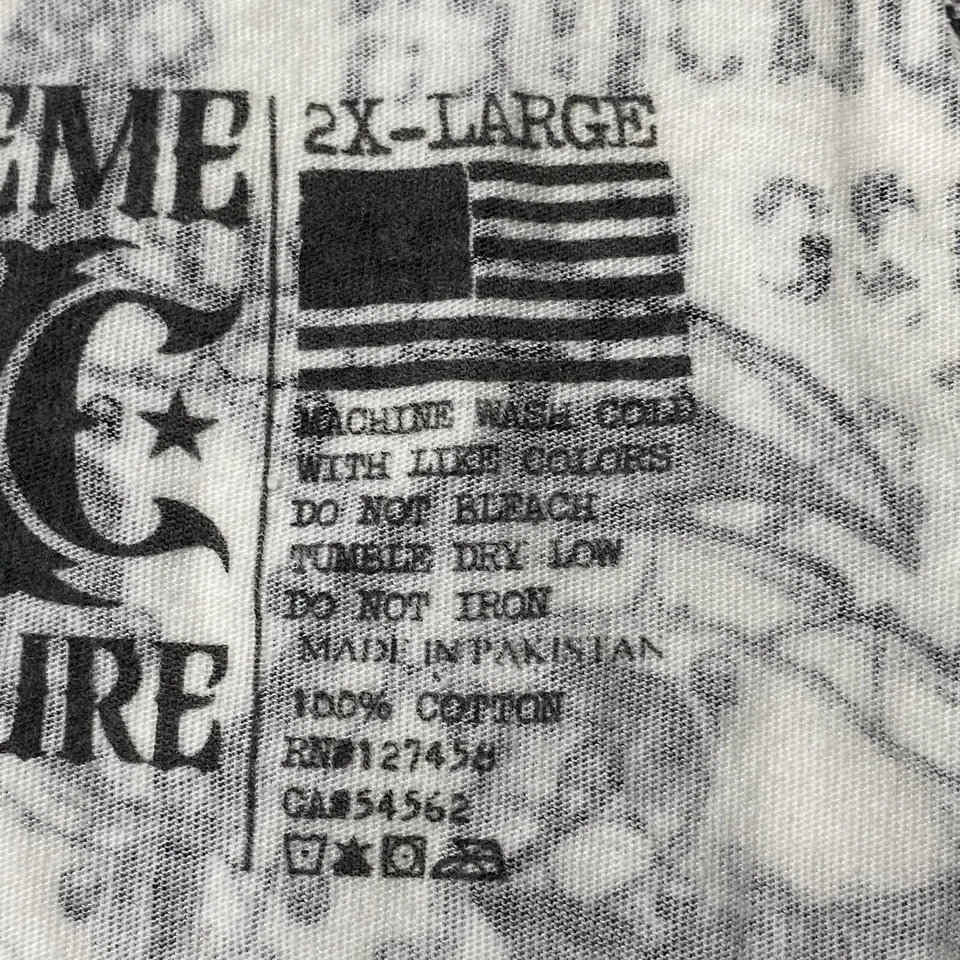 EME
IRE
2X-LARGE
MACHINE WASH COLD
WITH LIKE COLORS
DO NOT BLEACH
TUMBLE DRY LOW
DO NOT IRON
MADE IN PAKISTAN
100% COTTON
RN#127458
CA#54562